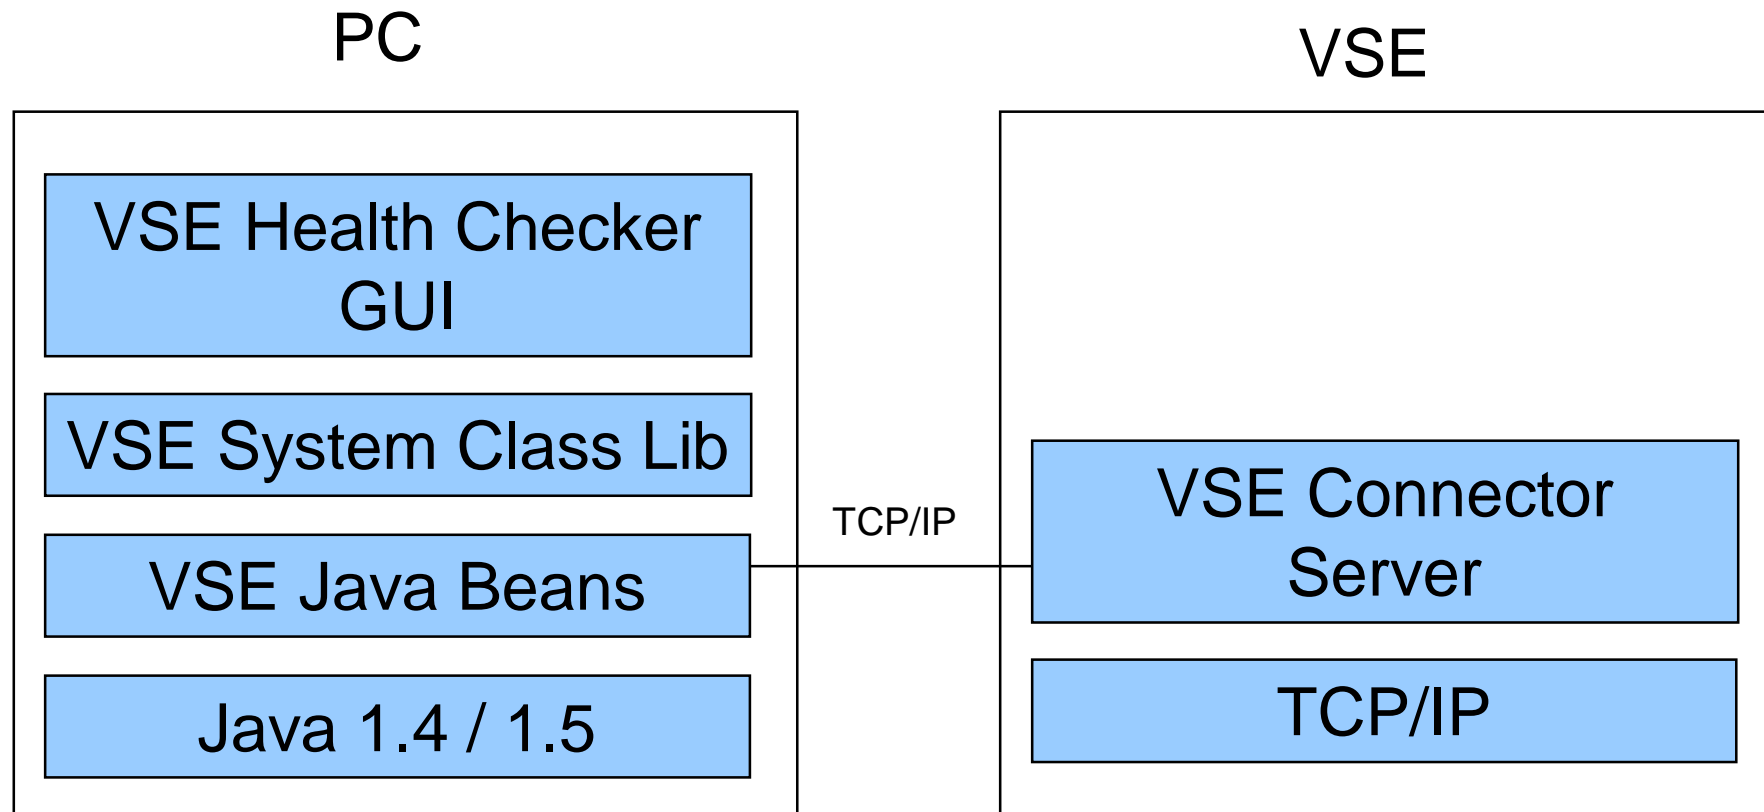 PC
VSE
VSE Health Checker
GUI
VSE System Class Lib
VSE Java Beans
Java 1.4 / 1.5
TCP/IP
VSE Connector
Server
TCP/IP